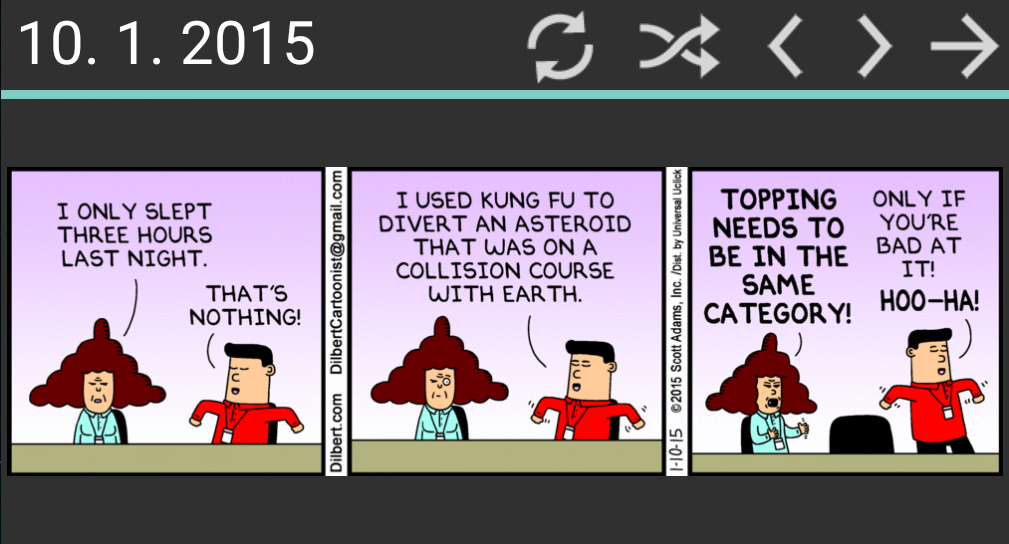 10. 1. 2015
I ONLY SLEPT
THREE HOURS
LAST NIGHT.
THAT'S
NOTHING!
Dilbert.com DilbertCartoonist@gmail.com
I USED KUNG FU TO
DIVERT AN ASTEROID
THAT WAS ON A
COLLISION COURSE
WITH EARTH.
1-10-15 ©2015 Scott Adams, Inc. /Dist. by Universal Uclick
TOPPING
NEEDS TO
BE IN THE
SAME
CATEGORY!
ONLY IF
YOU'RE
BAD AT
IT!
HOO-HA!